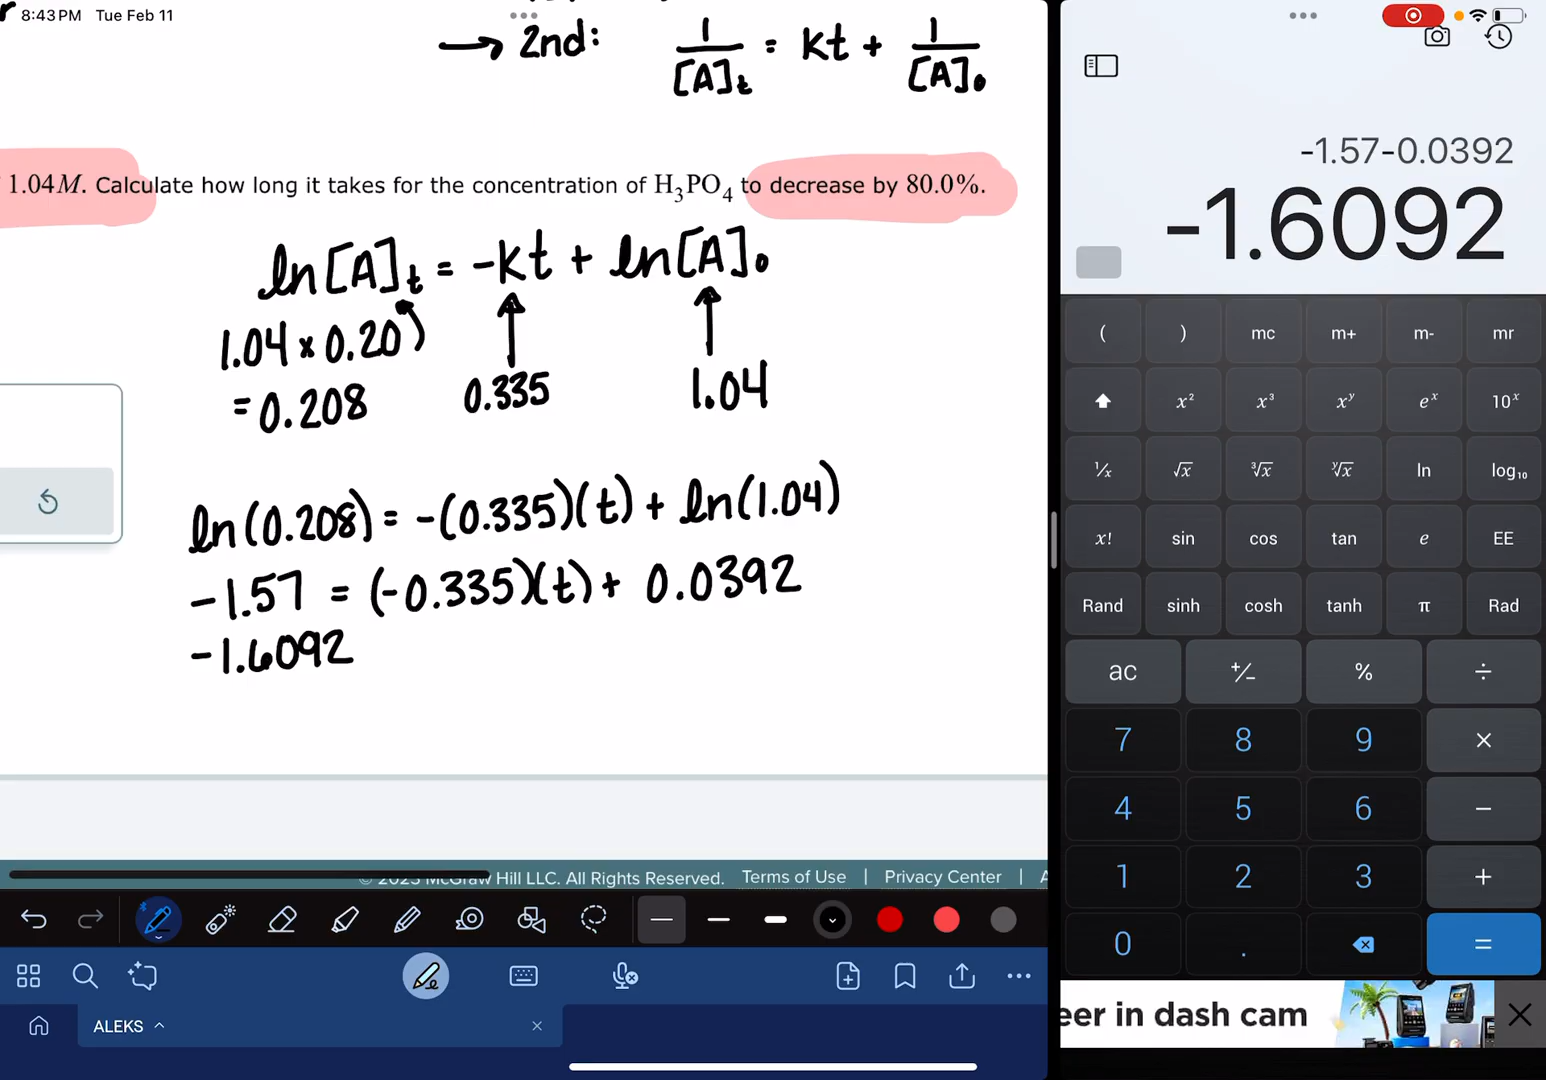 8:43 PM Tue Feb 11
→ 2nd: 1/[A]t = kt + 1/[A]0
1.04M. Calculate how long it takes for the concentration of H₃PO₄ to decrease by 80.0%.
ln[A]t = -kt + ln[A]0
1.04 × 0.20
= 0.208
0.335
1.04
ln(0.208) = -(0.335)(t) + ln(1.04)
-1.57 = (-0.335)(t) + 0.0392
-1.6092
McGraw Hill LLC. All Rights Reserved. Terms of Use | Privacy Center |
ALEKS
-1.57-0.0392
-1.6092
( ) mc m+ m- mr
x² x³ xʸ eˣ 10ˣ
¹/x √x ³√x ʸ√x ln log₁₀
x! sin cos tan e EE
Rand sinh cosh tanh π Rad
ac +/- % ÷
7 8 9 ×
4 5 6 −
1 2 3 +
0 . =
in dash cam